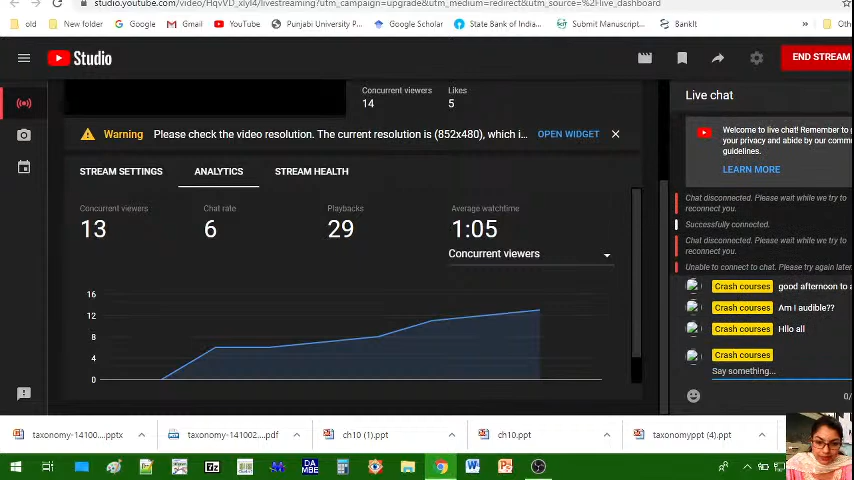 studio.youtube.com/video/HqvVD_xlyI4/livestreaming?utm_campaign=upgrade&utm_medium=redirect&utm_source=%2Flive_dashboard
old
New folder
Google
Gmail
YouTube
Punjabi University P...
Google Scholar
State Bank of India...
Submit Manuscript...
BankIt
»
Othe
Studio
END STREAM
Concurrent viewers
Likes
14
5
Live chat
Warning
Please check the video resolution. The current resolution is (852x480), which i...
OPEN WIDGET
Welcome to live chat! Remember to g
your privacy and abide by our comm
guidelines.
LEARN MORE
STREAM SETTINGS
ANALYTICS
STREAM HEALTH
Concurrent viewers
Chat rate
Playbacks
Average watchtime
13
6
29
1:05
Concurrent viewers
16
12
8
4
0
Chat disconnected. Please wait while we try to
reconnect you.
Successfully connected.
Chat disconnected. Please wait while we try to
reconnect you.
Unable to connect to chat. Please try again later.
Crash courses good afternoon to a
Crash courses Am I audible??
Crash courses Hllo all
Crash courses
Say something...
0/
taxonomy-14100....pptx
taxonomy-141002....pdf
ch10 (1).ppt
ch10.ppt
taxonomyppt (4).ppt
7z
DA
MBE